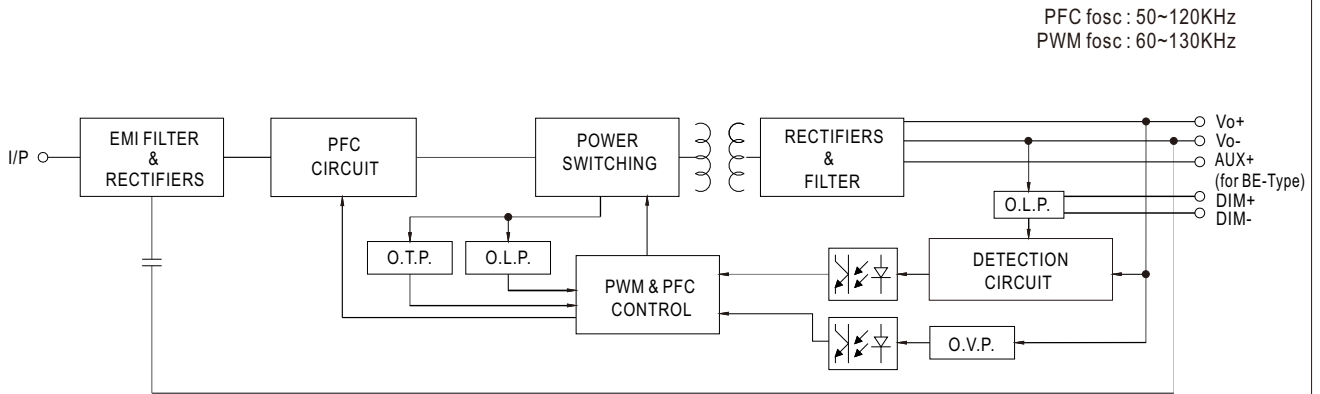 PFC fosc : 50~120KHz
PWM fosc : 60~130KHz
I/P
EMI FILTER
&
RECTIFIERS
PFC
CIRCUIT
POWER
SWITCHING
RECTIFIERS
&
FILTER
Vo+
Vo-
AUX+
(for BE-Type)
DIM+
DIM-
O.L.P.
O.T.P.
O.L.P.
PWM & PFC
CONTROL
DETECTION
CIRCUIT
O.V.P.